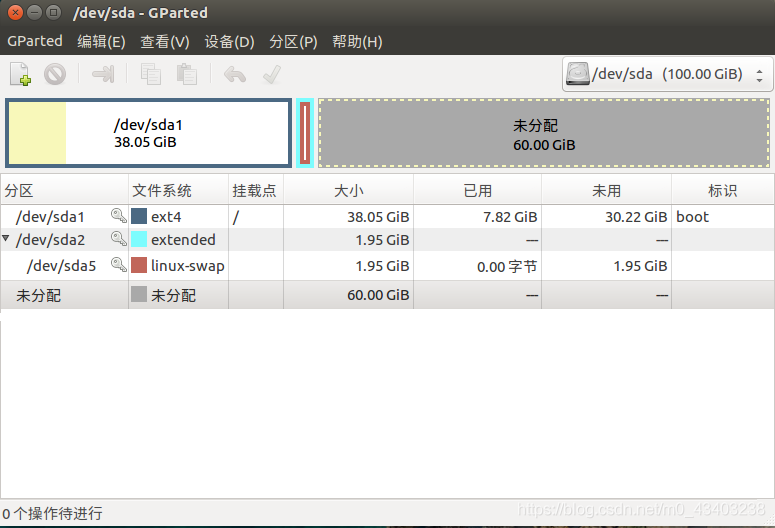 /dev/sda - GParted
GParted 编辑(E) 查看(V) 设备(D) 分区(P) 帮助(H)
/dev/sda (100.00 GiB)
/dev/sda1
38.05 GiB
未分配
60.00 GiB
分区 文件系统 挂载点 大小 已用 未用 标识
/dev/sda1 ext4 / 38.05 GiB 7.82 GiB 30.22 GiB boot
/dev/sda2 extended 1.95 GiB --- ---
/dev/sda5 linux-swap 1.95 GiB 0.00 字节 1.95 GiB
未分配 未分配 60.00 GiB --- ---
0 个操作待进行
https://blog.csdn.net/m0_43403238